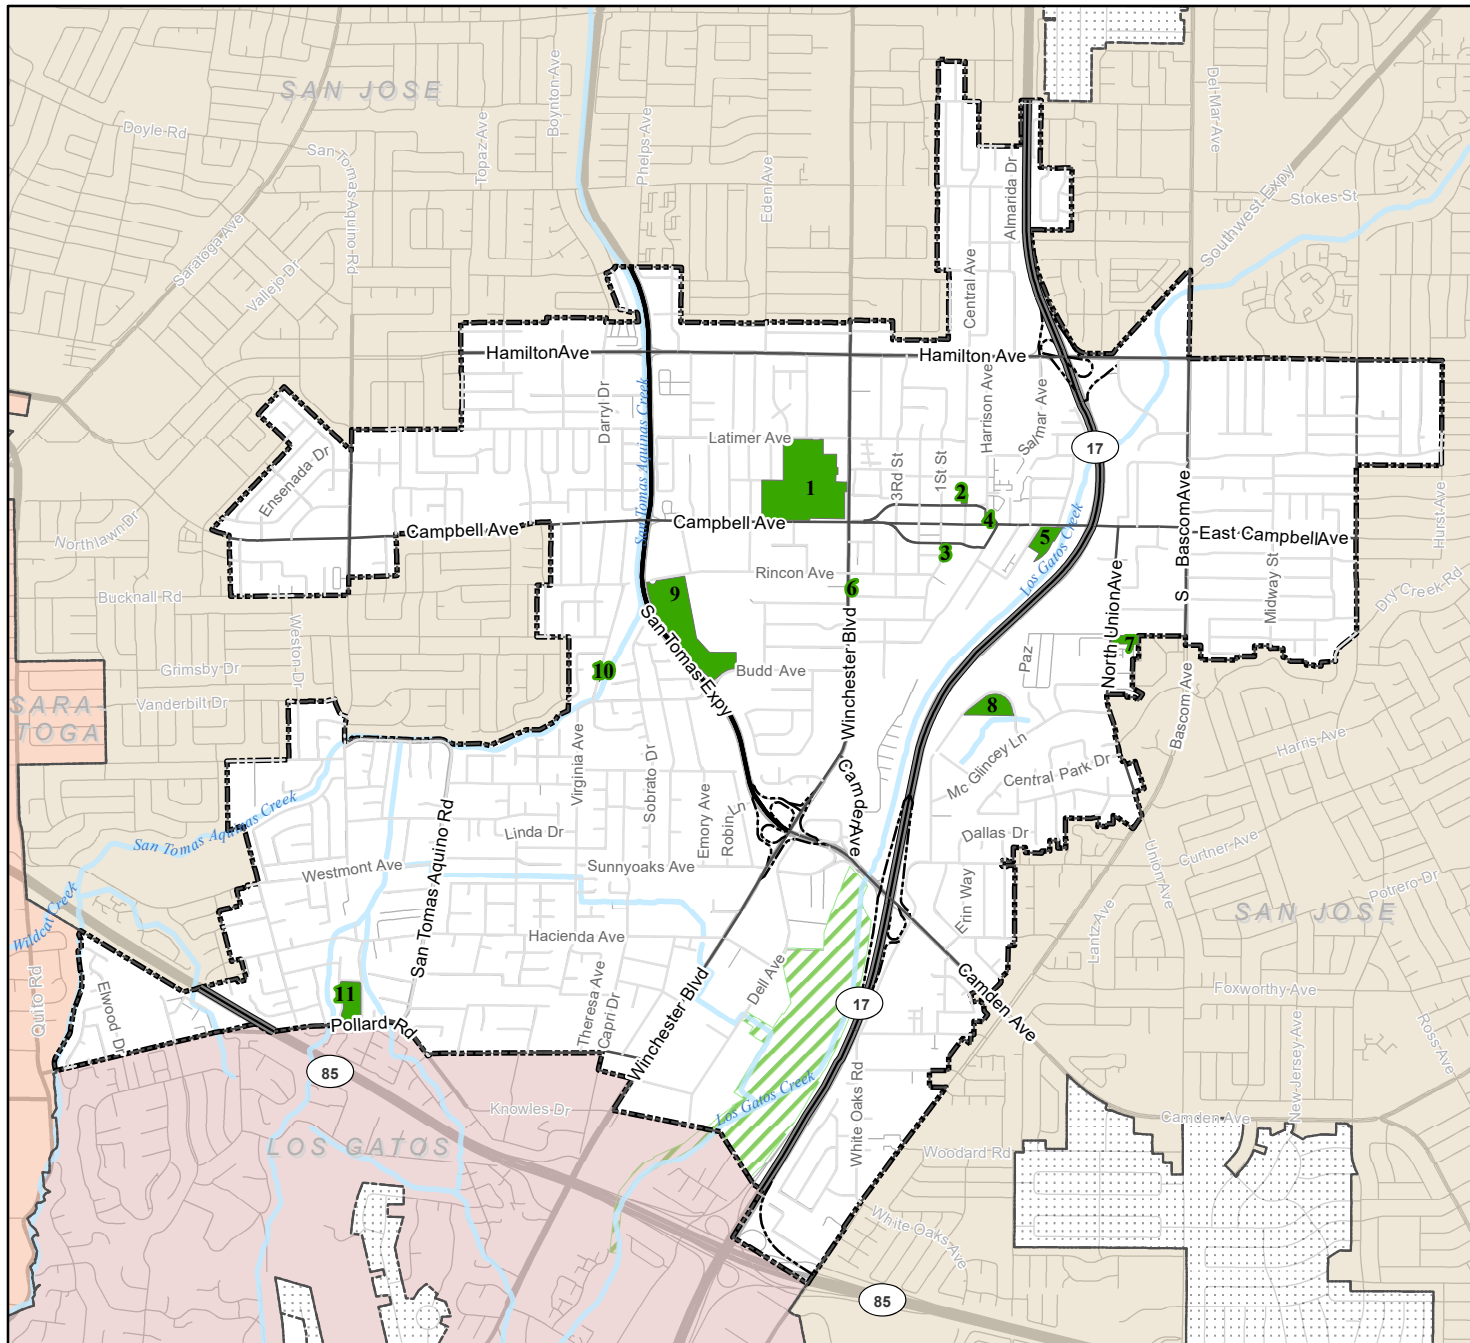 SAN JOSE
Doyle Rd
San Tomas Aquino Rd
Topaz Ave
Boynton Ave
Phelps Ave
Eden Ave
Saratoga Ave
Vallejo Dr
Almarida Dr
Central Ave
Del Mar Ave
Southwest Expy
Stokes St
Hamilton Ave
Hamilton Ave
Darryl Dr
San Tomas Aquinas Creek
Latimer Ave
Harrison Ave
Salmar Ave
17
Ensenada Dr
1
3Rd St
1St St
2
4
Campbell Ave
Campbell Ave
3
5
East Campbell Ave
S. Bascom Ave
Hurst Ave
Northlawn Dr
Los Gatos Creek
Rincon Ave
6
9
North Union Ave
Midway St
Dry Creek Rd
Bucknall Rd
Weston Dr
San Tomas Expy
Winchester Blvd
Paz
7
Grimsby Dr
10
Budd Ave
8
Bascom Ave
Vanderbilt Dr
SARA-
TOGA
Harris Ave
Virginia Ave
Sobrato Dr
Emory Ave
Robin Ln
Camden Ave
Mc Glincey Ln
Central Park Dr
San Tomas Aquinas Creek
San Tomas Aquino Rd
Linda Dr
Dallas Dr
Union Ave
Curtner Ave
Westmont Ave
Sunnyoaks Ave
Potrero Dr
Wildcat Creek
Erin Way
Lantz Ave
SAN JOSE
Hacienda Ave
Quito Rd
Elwood Dr
11
Pollard Rd
Theresa Ave
Capri Dr
Winchester Blvd
Dell Ave
17
Camden Ave
Foxworthy Ave
New Jersey Ave
Ross Ave
85
White Oaks Rd
Los Gatos Creek
Knowles Dr
LOS GATOS
Camden Ave
Woodard Rd
White Oaks Ave
85